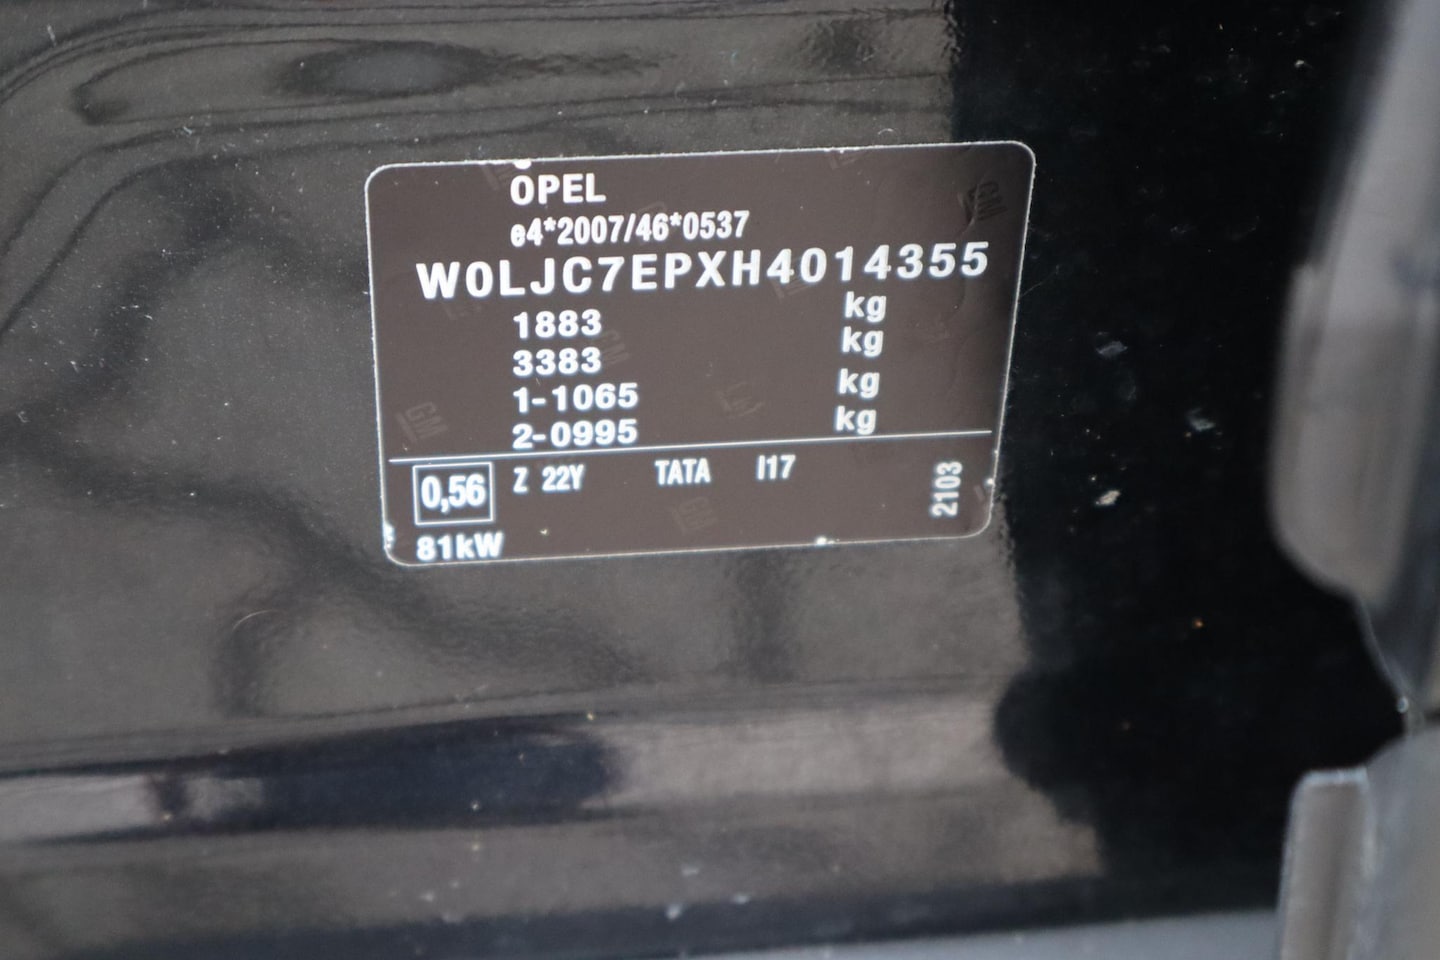 OPEL
e4*2007/46*0537
W0LJC7EPXH4014355
1883 kg
3383 kg
1-1065 kg
2-0995 kg
0,56 Z 22Y TATA I17 2103
81kW